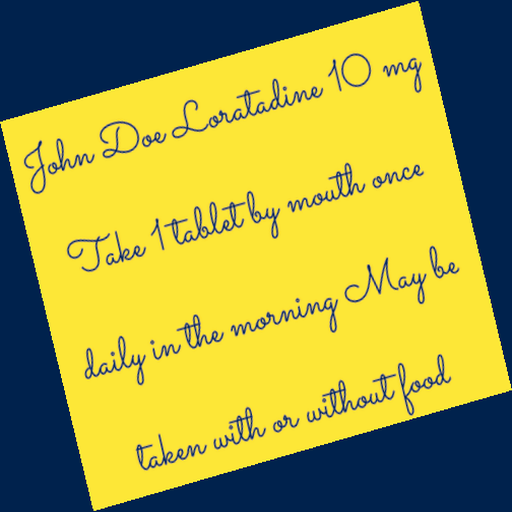 John Doe Loratadine 10 mg
Take 1 tablet by mouth once
daily in the morning May be
taken with or without food